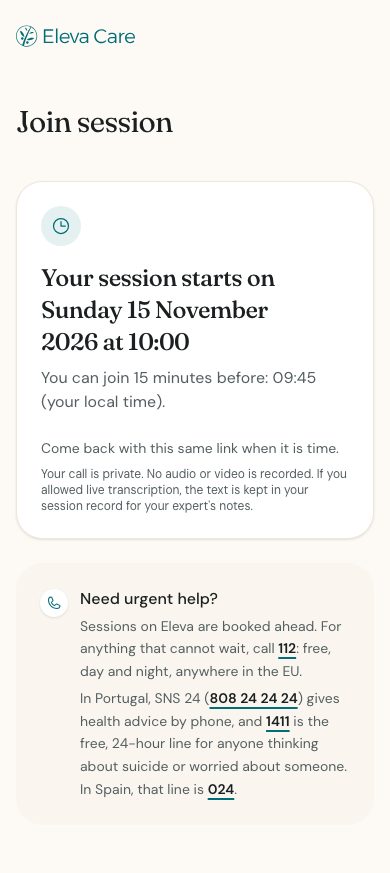 Eleva Care
Join session
Your session starts on
Sunday 15 November
2026 at 10:00
You can join 15 minutes before: 09:45
(your local time).
Come back with this same link when it is time.
Your call is private. No audio or video is recorded. If you
allowed live transcription, the text is kept in your
session record for your expert's notes.
Need urgent help?
Sessions on Eleva are booked ahead. For
anything that cannot wait, call 112: free,
day and night, anywhere in the EU.
In Portugal, SNS 24 (808 24 24 24) gives
health advice by phone, and 1411 is the
free, 24-hour line for anyone thinking
about suicide or worried about someone.
In Spain, that line is 024.